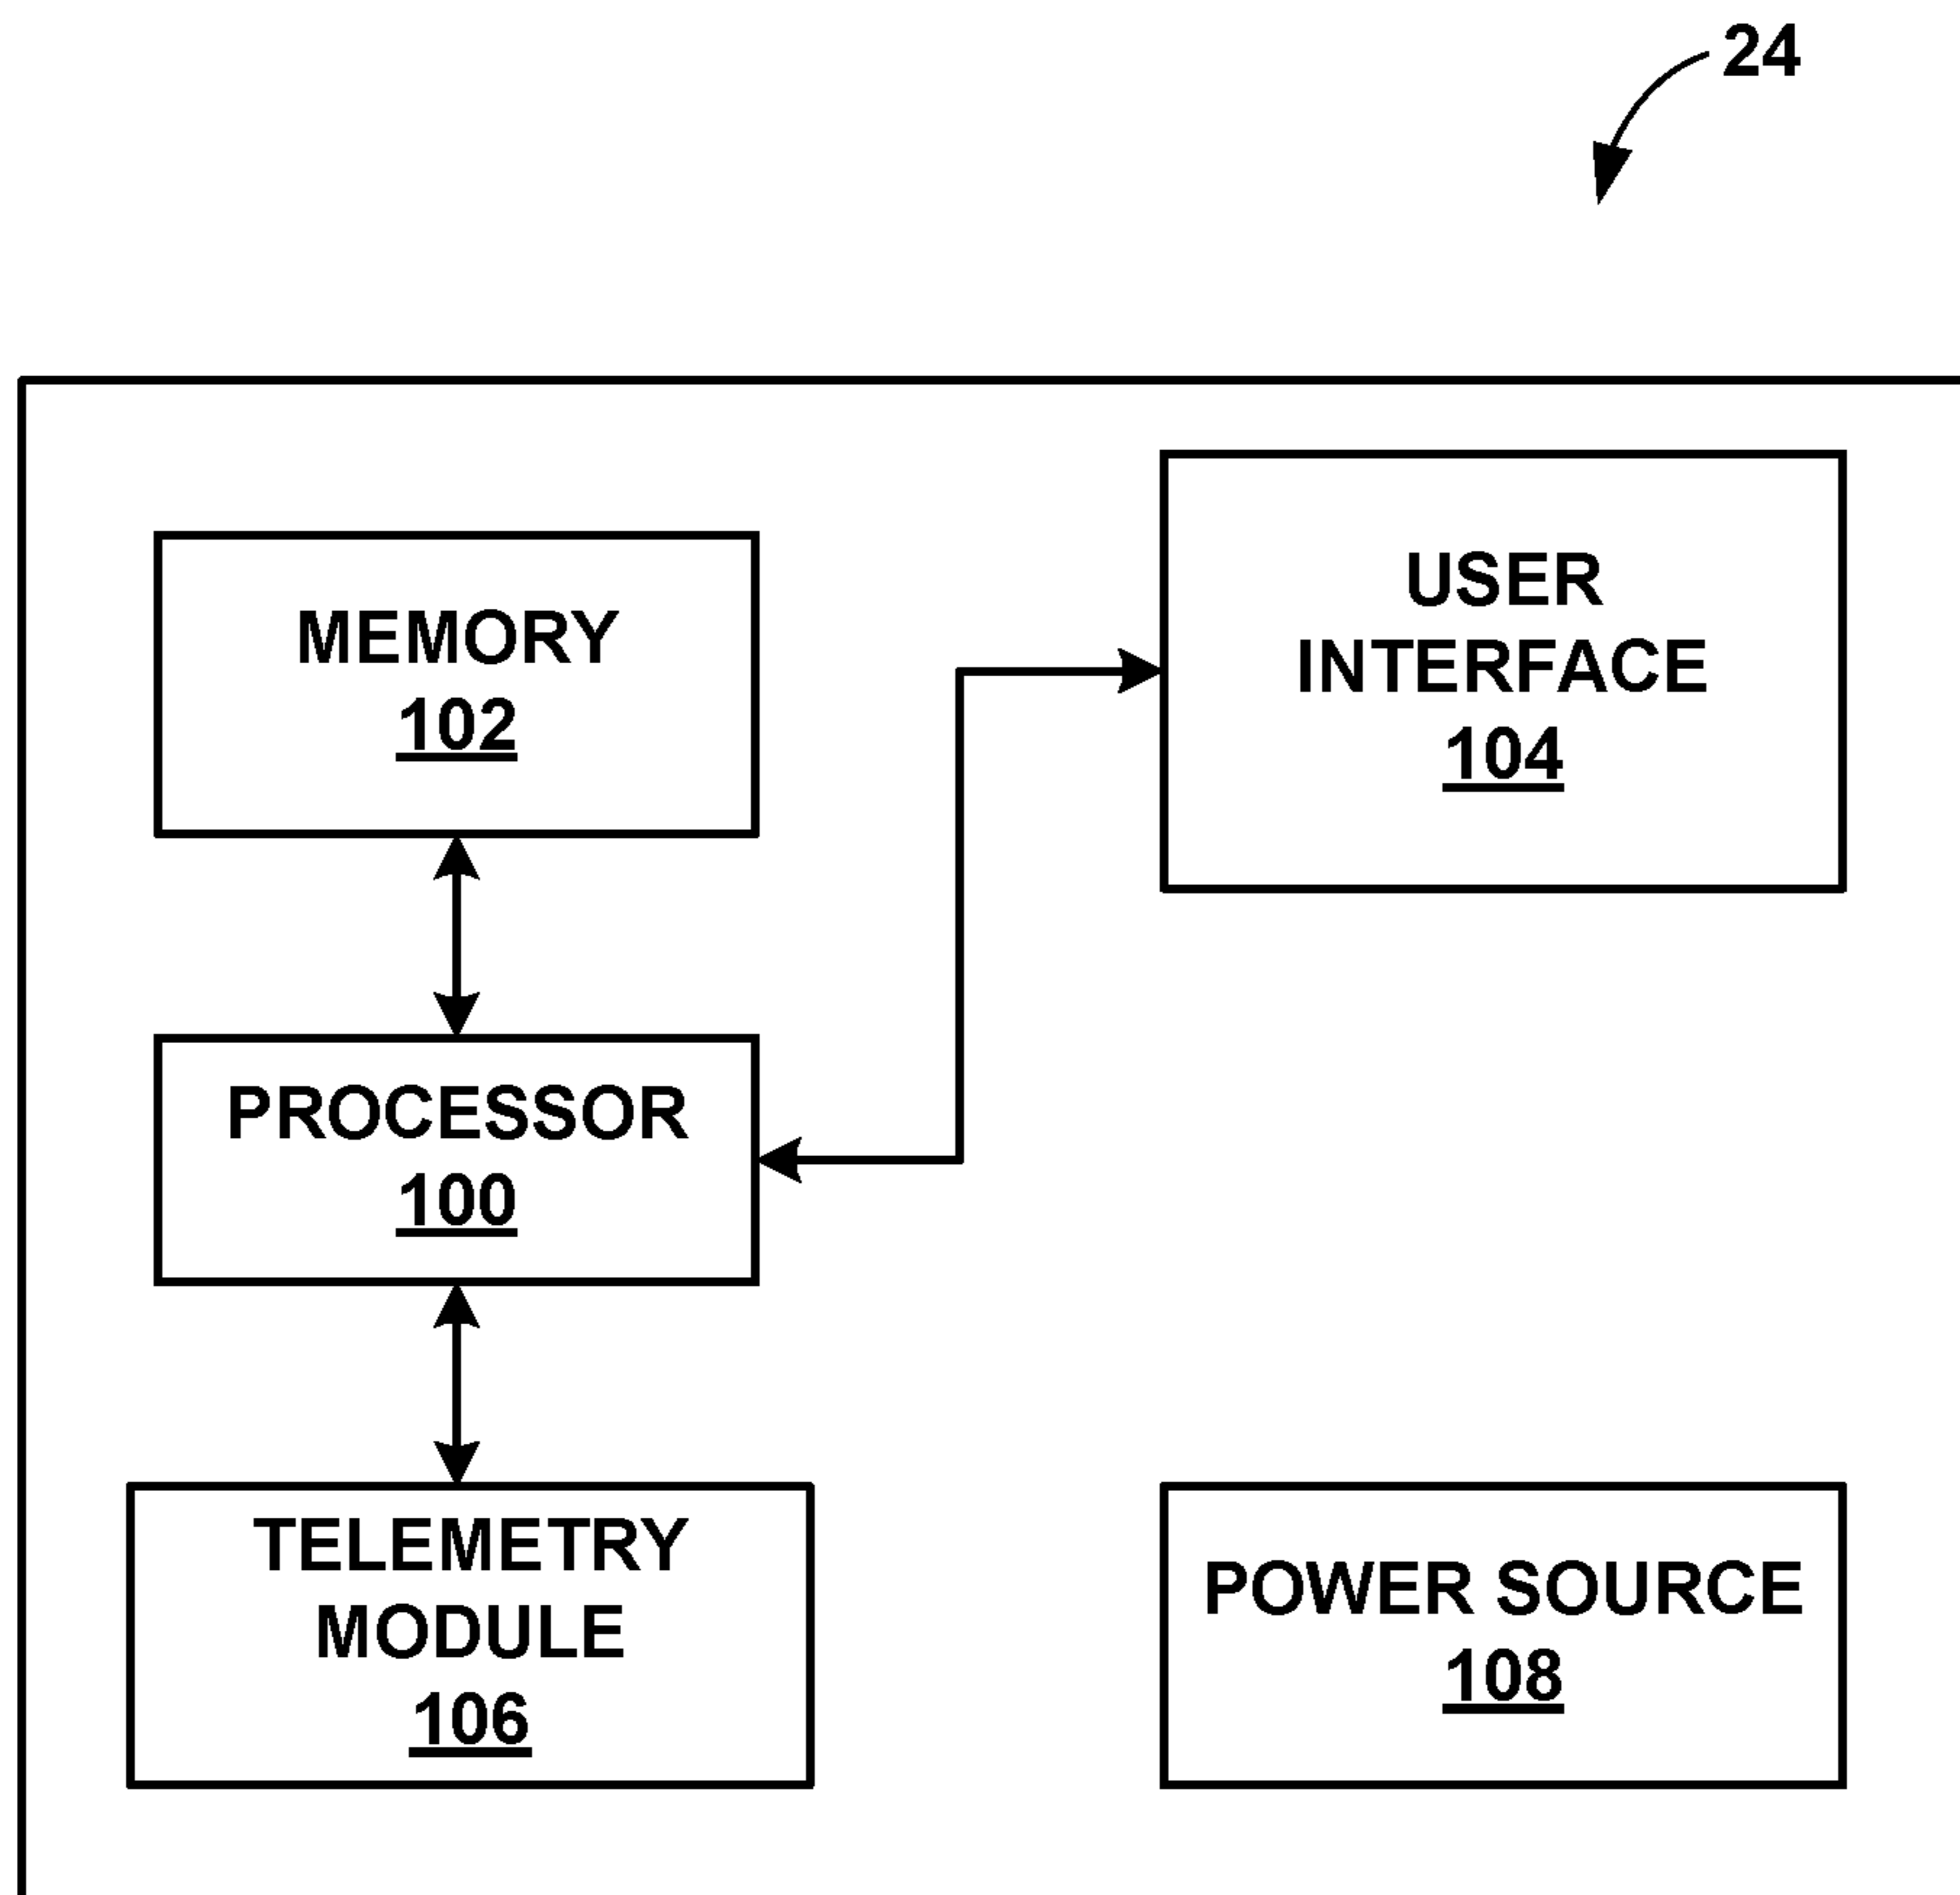 24
MEMORY
102
USER
INTERFACE
104
PROCESSOR
100
TELEMETRY
MODULE
106
POWER SOURCE
108